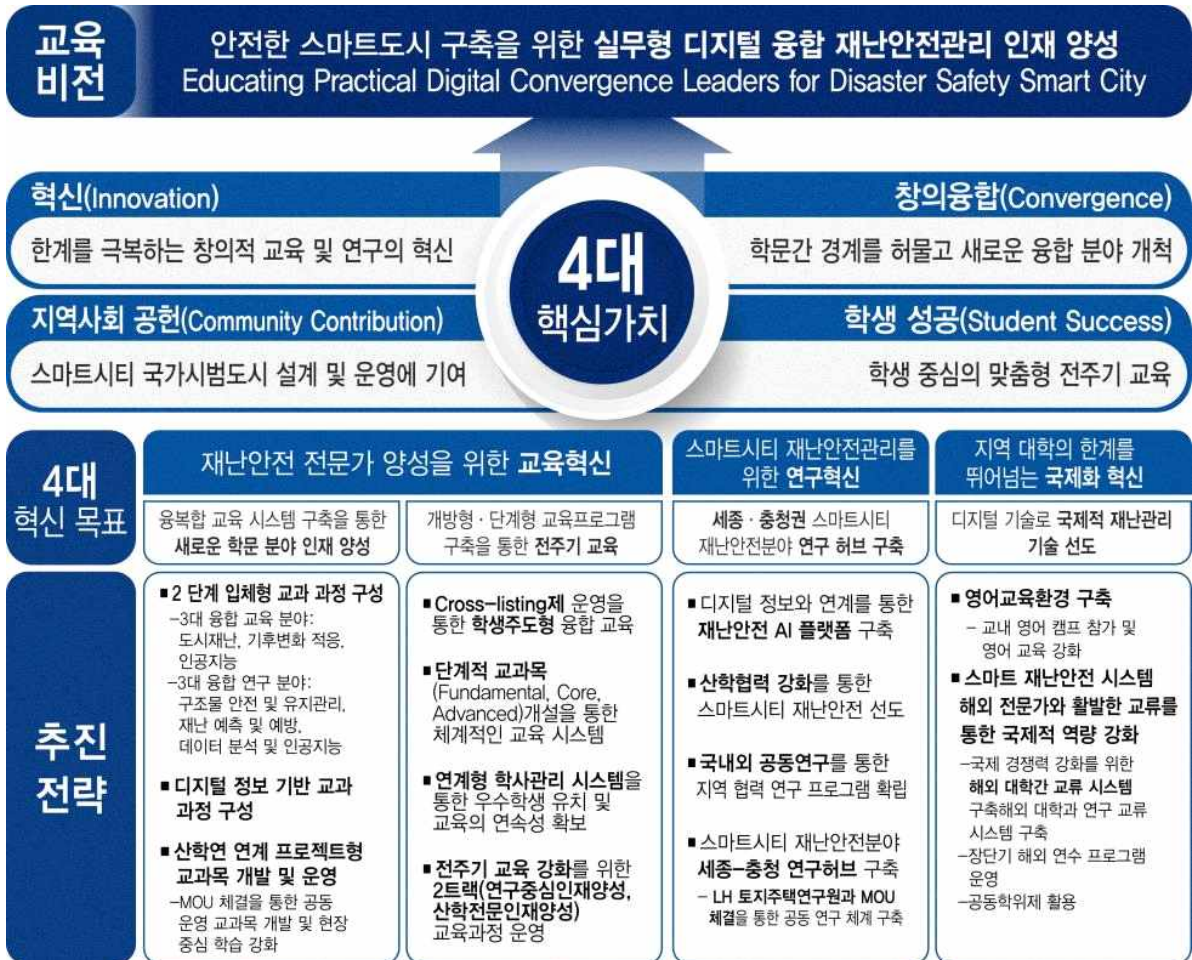 교육
비전
안전한 스마트도시 구축을 위한 실무형 디지털 융합 재난안전관리 인재 양성
Educating Practical Digital Convergence Leaders for Disaster Safety Smart City
혁신(Innovation)
한계를 극복하는 창의적 교육 및 연구의 혁신
창의융합(Convergence)
학문간 경계를 허물고 새로운 융합 분야 개척
4대
핵심가치
지역사회 공헌(Community Contribution)
스마트시티 국가시범도시 설계 및 운영에 기여
학생 성공(Student Success)
학생 중심의 맞춤형 전주기 교육
4대
혁신 목표
재난안전 전문가 양성을 위한 교육혁신
스마트시티 재난안전관리를
위한 연구혁신
지역 대학의 한계를
뛰어넘는 국제화 혁신
융복합 교육 시스템 구축을 통한
새로운 학문 분야 인재 양성
개방형·단계형 교육프로그램
구축을 통한 전주기 교육
세종·충청권 스마트시티
재난안전분야 연구 허브 구축
디지털 기술로 국제적 재난관리
기술 선도
추진
전략
▪2 단계 입체형 교과 과정 구성
–3대 융합 교육 분야:
도시재난, 기후변화 적응,
인공지능
–3대 융합 연구 분야:
구조물 안전 및 유지관리,
재난 예측 및 예방,
데이터 분석 및 인공지능
▪디지털 정보 기반 교과
과정 구성
▪산학연 연계 프로젝트형
교과목 개발 및 운영
–MOU 체결을 통한 공동
운영 교과목 개발 및 현장
중심 학습 강화
▪Cross–listing제 운영을
통한 학생주도형 융합 교육
▪단계적 교과목
(Fundamental, Core,
Advanced)개설을 통한
체계적인 교육 시스템
▪연계형 학사관리 시스템을
통한 우수학생 유치 및
교육의 연속성 확보
▪전주기 교육 강화를 위한
2트랙(연구중심인재양성,
산학전문인재양성)
교육과정 운영
▪디지털 정보와 연계를 통한
재난안전 AI 플랫폼 구축
▪산학협력 강화를 통한
스마트시티 재난안전 선도
▪국내외 공동연구를 통한
지역 협력 연구 프로그램 확립
▪스마트시티 재난안전분야
세종–충청 연구허브 구축
– LH 토지주택연구원과 MOU
체결을 통한 공동 연구 체계 구축
▪영어교육환경 구축
– 교내 영어 캠프 참가 및
영어 교육 강화
▪스마트 재난안전 시스템
해외 전문가와 활발한 교류를
통한 국제적 역량 강화
–국제 경쟁력 강화를 위한
해외 대학간 교류 시스템
구축해외 대학과 연구 교류
시스템 구축
–장단기 해외 연수 프로그램
운영
–공동학위제 활용